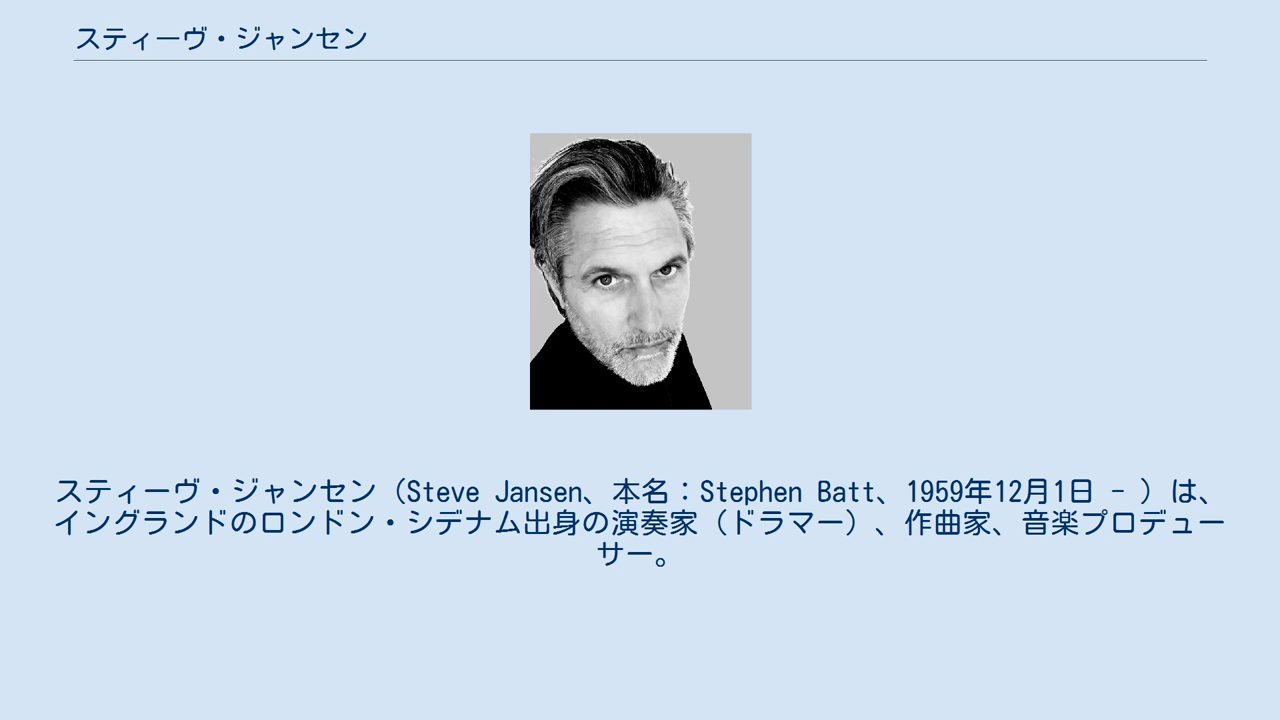 スティーヴ・ジャンセン
スティーヴ・ジャンセン（Steve Jansen、本名：Stephen Batt、1959年12月1日 - ）は、
イングランドのロンドン・シデナム出身の演奏家（ドラマー）、作曲家、音楽プロデュー
サー。